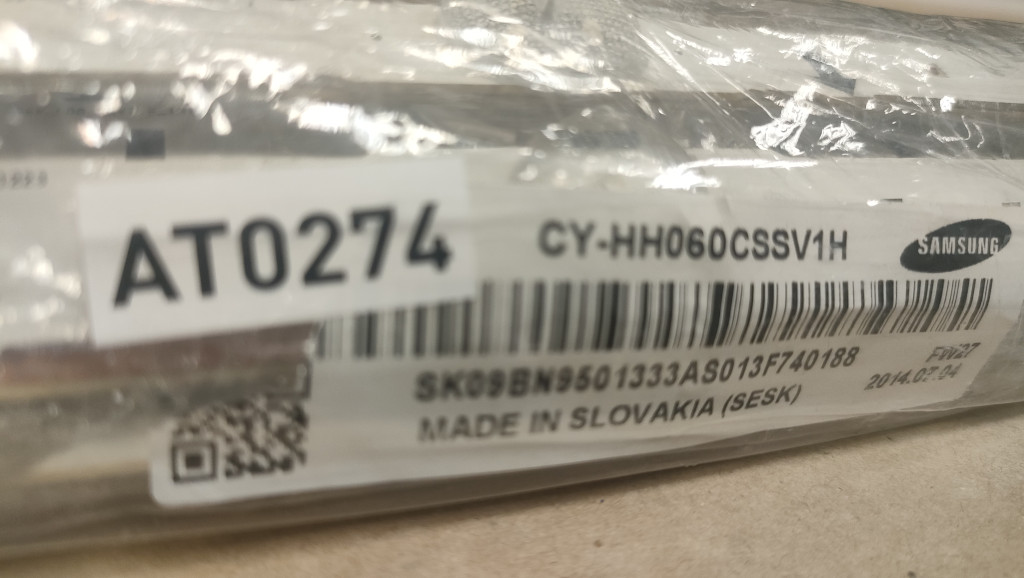 AT0274
CY-HH060CSSV1H
SAMSUNG
SK09BN9501333AS013F740188
FW27
2014.07.04
MADE IN SLOVAKIA (SESK)